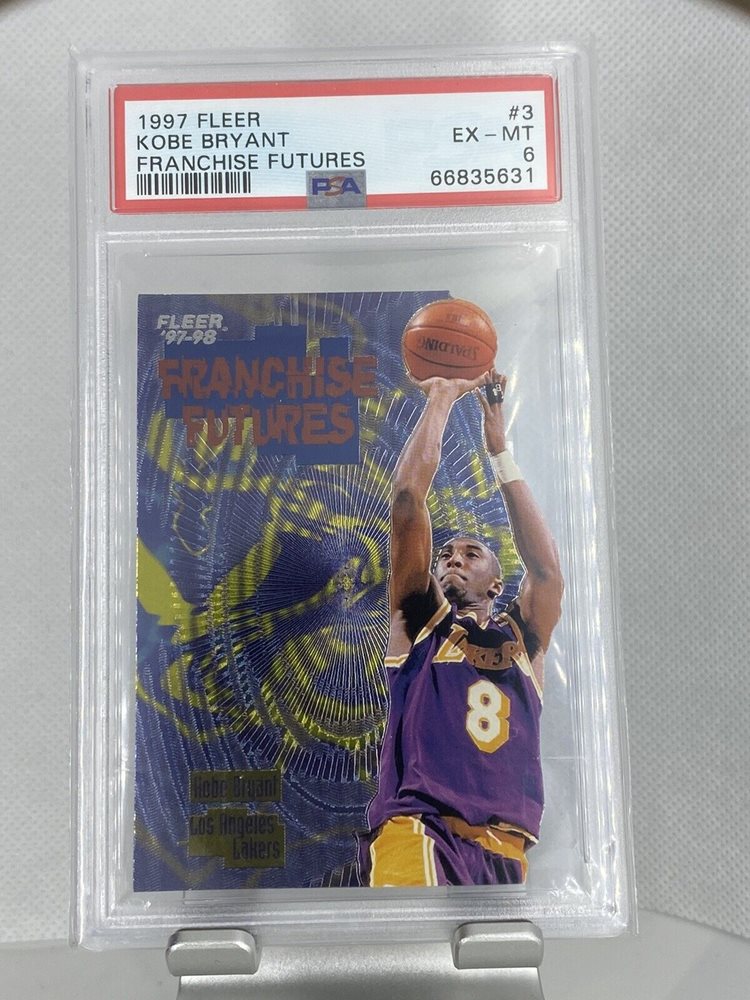 1997 FLEER #3
KOBE BRYANT EX - MT
FRANCHISE FUTURES 6
PSA 66835631
FLEER
'97-98
FRANCHISE
FUTURES
SPALDING
LAKERS
8
Kobe Bryant
Los Angeles
Lakers